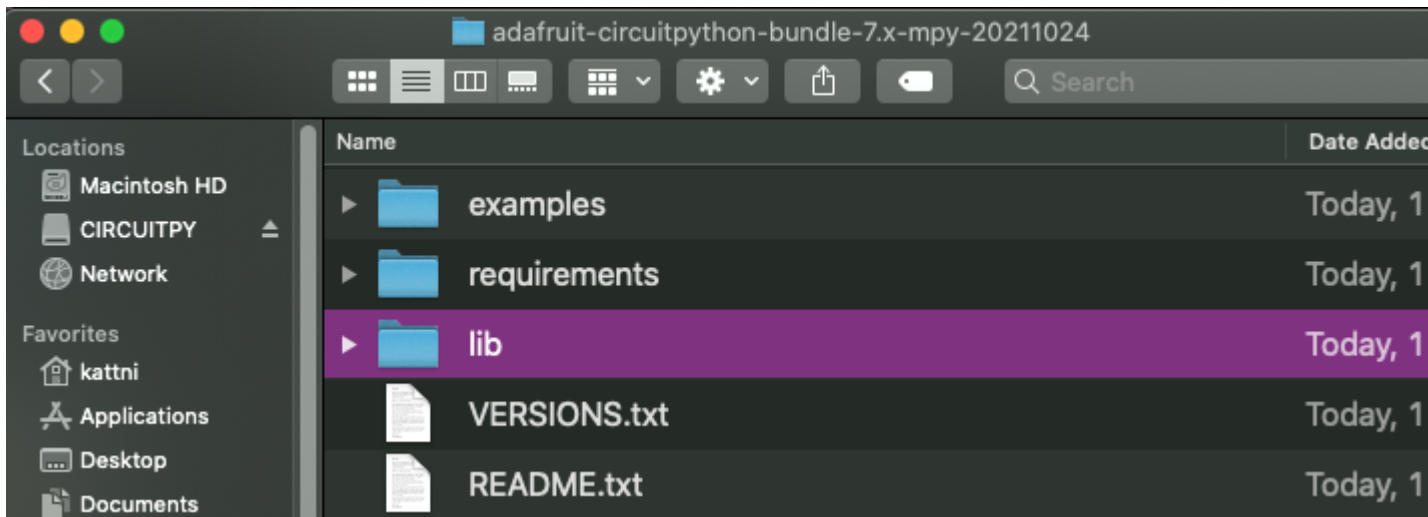 adafruit-circuitpython-bundle-7.x-mpy-20211024
Search
Locations
Macintosh HD
CIRCUITPY
Network
Favorites
kattni
Applications
Desktop
Documents
Name Date Added
examples Today, 1
requirements Today, 1
lib Today, 1
VERSIONS.txt Today, 1
README.txt Today, 1